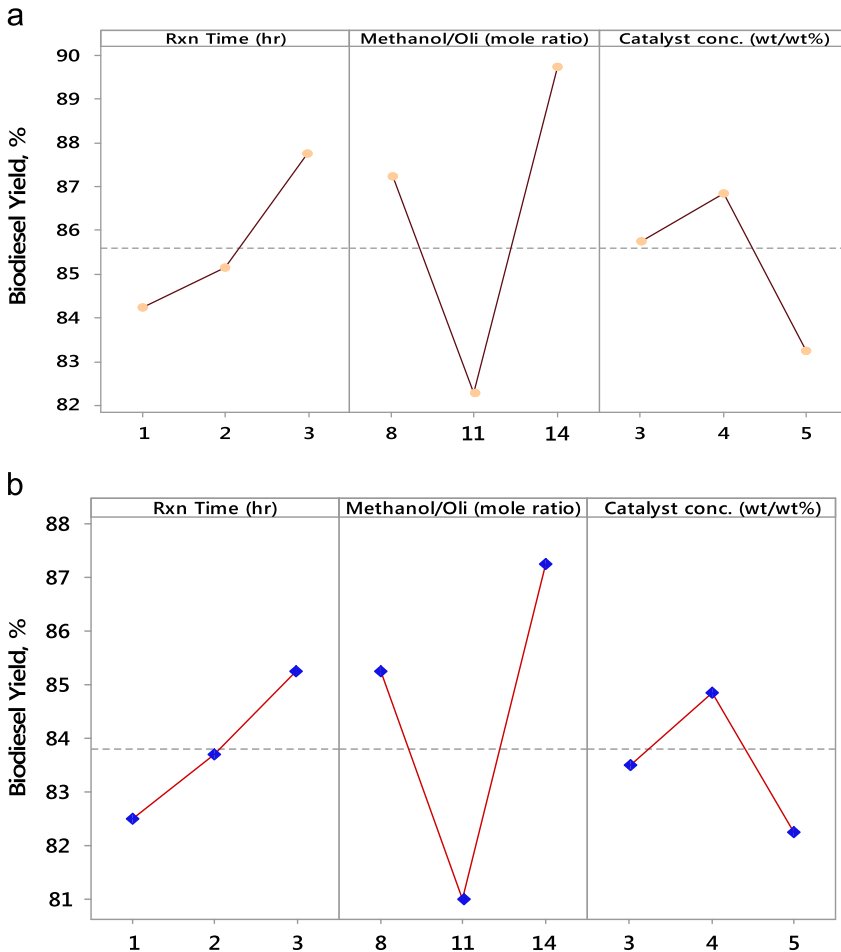 a
Rxn Time (hr) Methanol/Oli (mole ratio) Catalyst conc. (wt/wt%)
90
89
88
87
86
85
84
83
82
Biodiesel Yield, %
1 2 3 8 11 14 3 4 5
b
Rxn Time (hr) Methanol/Oli (mole ratio) Catalyst conc. (wt/wt%)
88
87
86
85
84
83
82
81
Biodiesel Yield, %
1 2 3 8 11 14 3 4 5